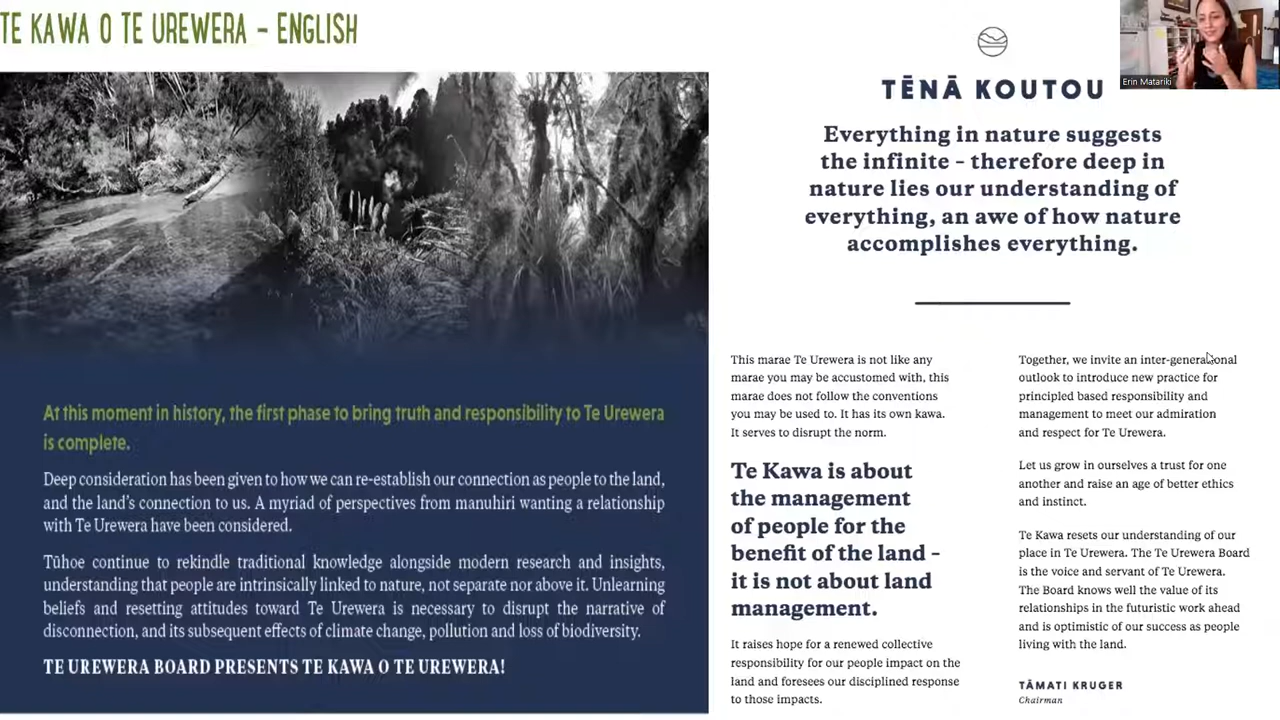 TE KAWA O TE UREWERA – ENGLISH
At this moment in history, the first phase to bring truth and responsibility to Te Urewera
is complete.
Deep consideration has been given to how we can re-establish our connection as people to the land,
and the land's connection to us. A myriad of perspectives from manuhiri wanting a relationship
with Te Urewera have been considered.
Tūhoe continue to rekindle traditional knowledge alongside modern research and insights,
understanding that people are intrinsically linked to nature, not separate nor above it. Unlearning
beliefs and resetting attitudes toward Te Urewera is necessary to disrupt the narrative of
disconnection, and its subsequent effects of climate change, pollution and loss of biodiversity.
TE UREWERA BOARD PRESENTS TE KAWA O TE UREWERA!
TĒNĀ KOUTOU
Everything in nature suggests
the infinite – therefore deep in
nature lies our understanding of
everything, an awe of how nature
accomplishes everything.
This marae Te Urewera is not like any
marae you may be accustomed with, this
marae does not follow the conventions
you may be used to. It has its own kawa.
It serves to disrupt the norm.
Te Kawa is about
the management
of people for the
benefit of the land –
it is not about land
management.
It raises hope for a renewed collective
responsibility for our people impact on the
land and foresees our disciplined response
to those impacts.
Together, we invite an inter-generational
outlook to introduce new practice for
principled based responsibility and
management to meet our admiration
and respect for Te Urewera.
Let us grow in ourselves a trust for one
another and raise an age of better ethics
and instinct.
Te Kawa resets our understanding of our
place in Te Urewera. The Te Urewera Board
is the voice and servant of Te Urewera.
The Board knows well the value of its
relationships in the futuristic work ahead
and is optimistic of our success as people
living with the land.
TĀMATI KRUGER
Chairman
Erin Matariki